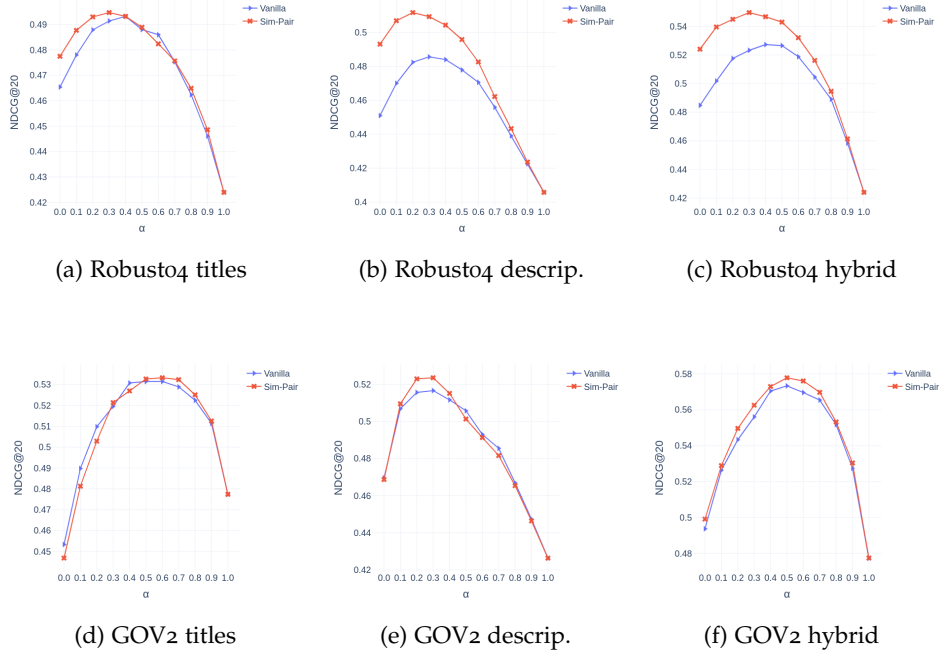 Vanilla
Sim-Pair
0.49
0.48
0.47
0.46
0.45
0.44
0.43
0.42
NDCG@20
0.0 0.1 0.2 0.3 0.4 0.5 0.6 0.7 0.8 0.9 1.0
α
(a) Robust04 titles
Vanilla
Sim-Pair
0.5
0.48
0.46
0.44
0.42
0.4
NDCG@20
0.0 0.1 0.2 0.3 0.4 0.5 0.6 0.7 0.8 0.9 1.0
α
(b) Robust04 descrip.
Vanilla
Sim-Pair
0.54
0.52
0.5
0.48
0.46
0.44
0.42
NDCG@20
0.0 0.1 0.2 0.3 0.4 0.5 0.6 0.7 0.8 0.9 1.0
α
(c) Robust04 hybrid
Vanilla
Sim-Pair
0.53
0.52
0.51
0.5
0.49
0.48
0.47
0.46
0.45
NDCG@20
0.0 0.1 0.2 0.3 0.4 0.5 0.6 0.7 0.8 0.9 1.0
α
(d) GOV2 titles
Vanilla
Sim-Pair
0.52
0.5
0.48
0.46
0.44
0.42
NDCG@20
0.0 0.1 0.2 0.3 0.4 0.5 0.6 0.7 0.8 0.9 1.0
α
(e) GOV2 descrip.
Vanilla
Sim-Pair
0.58
0.56
0.54
0.52
0.5
0.48
NDCG@20
0.0 0.1 0.2 0.3 0.4 0.5 0.6 0.7 0.8 0.9 1.0
α
(f) GOV2 hybrid